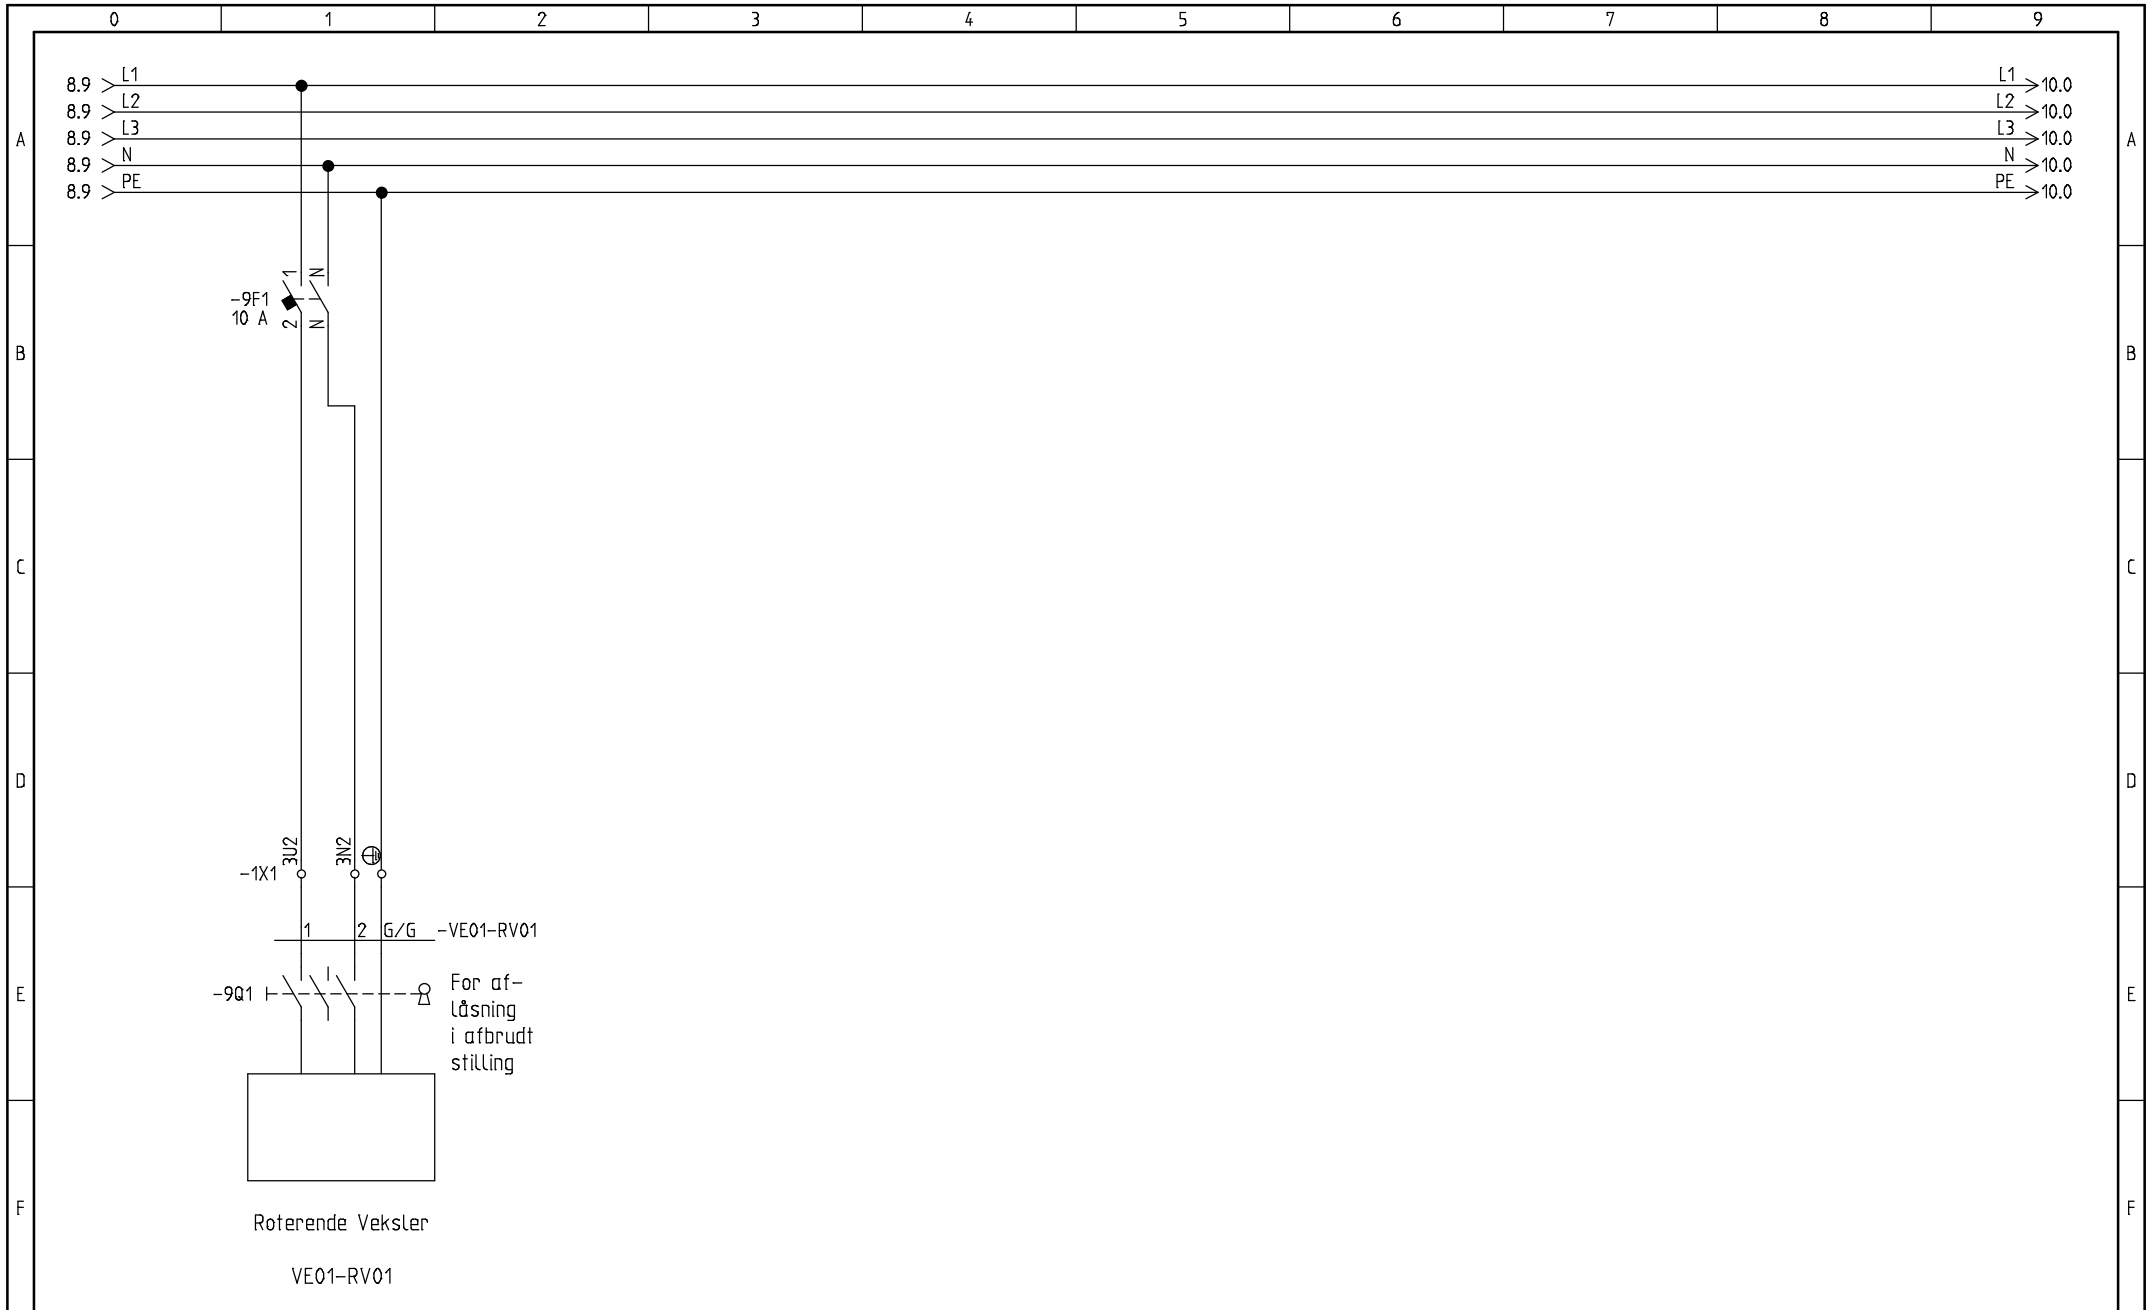 0 1 2 3 4 5 6 7 8 9
8.9 L1 L1 10.0
8.9 L2 L2 10.0
A 8.9 L3 L3 10.0 A
8.9 N N 10.0
8.9 PE PE 10.0
1 N
-9F1
10 A
2 N
B B
C C
D D
3U2 3N2
-1X1
1 2 G/G -VE01-RV01
For af-
E -9Q1 E
låsning
i afbrudt
stilling
F F
Roterende Veksler
VE01-RV01